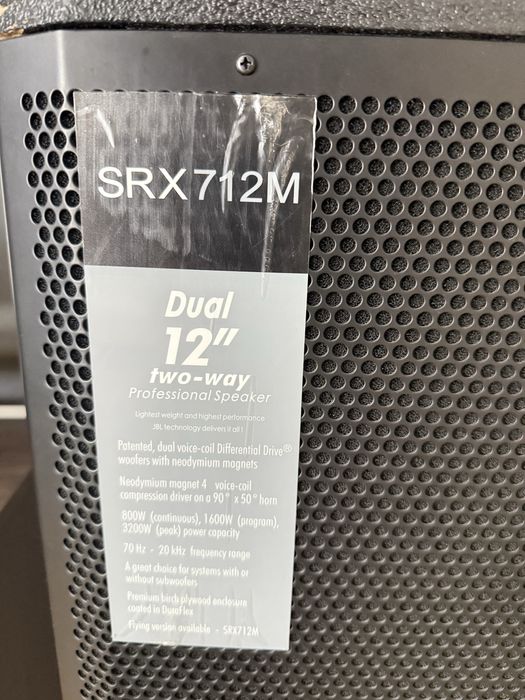 SRX712M
Dual
12"
two-way
Professional Speaker
Lightest weight and highest performance
JBL technology delivers it all !
Patented, dual voice-coil Differential Drive®
woofers with neodymium magnets
Neodymium magnet 4 voice-coil
compression driver on a 90° x 50° horn
800W (continuous), 1600W (program),
3200W (peak) power capacity
70 Hz - 20 kHz frequency range
A great choice for systems with or
without subwoofers
Premium birch plywood enclosure
coated in DuraFlex
Flying version available - SRX712M